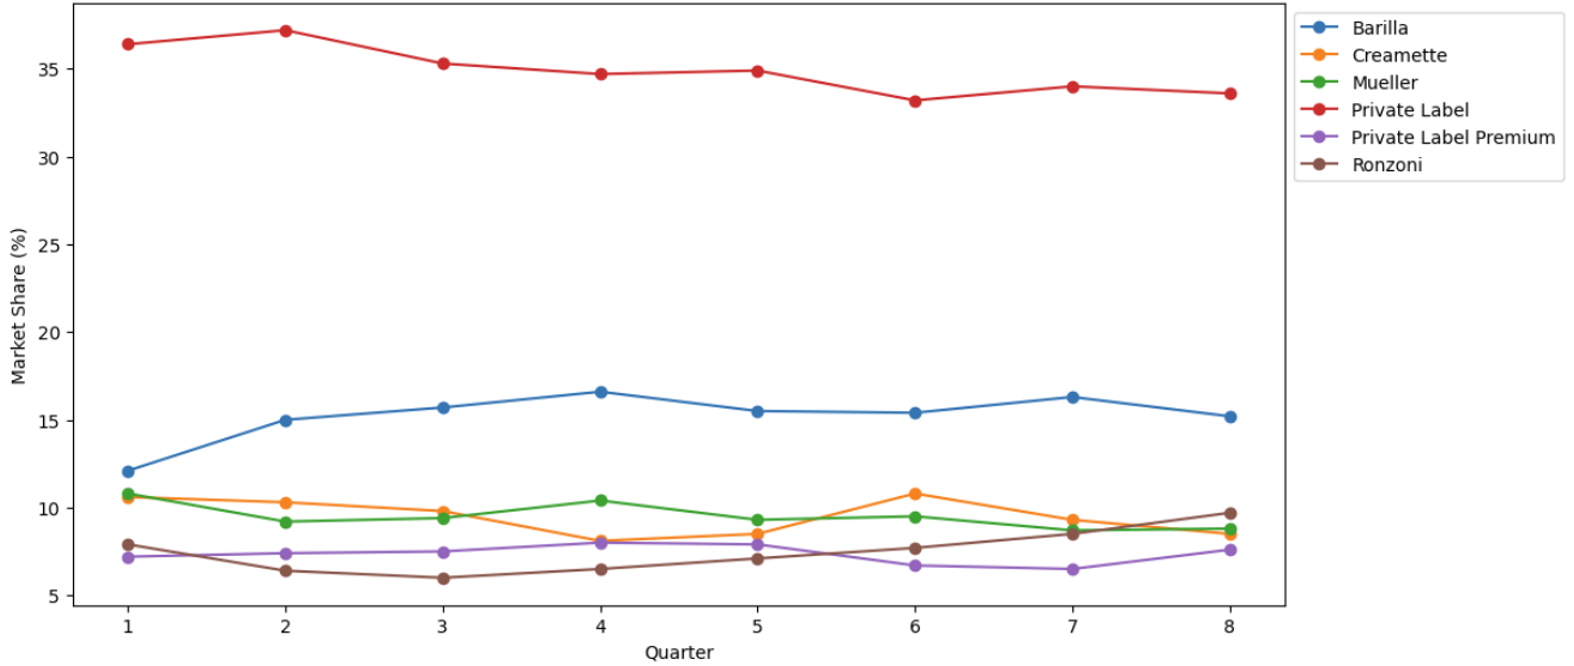 35
30
25
20
15
10
5
Market Share (%)
1 2 3 4 5 6 7 8
Quarter
Barilla
Creamette
Mueller
Private Label
Private Label Premium
Ronzoni